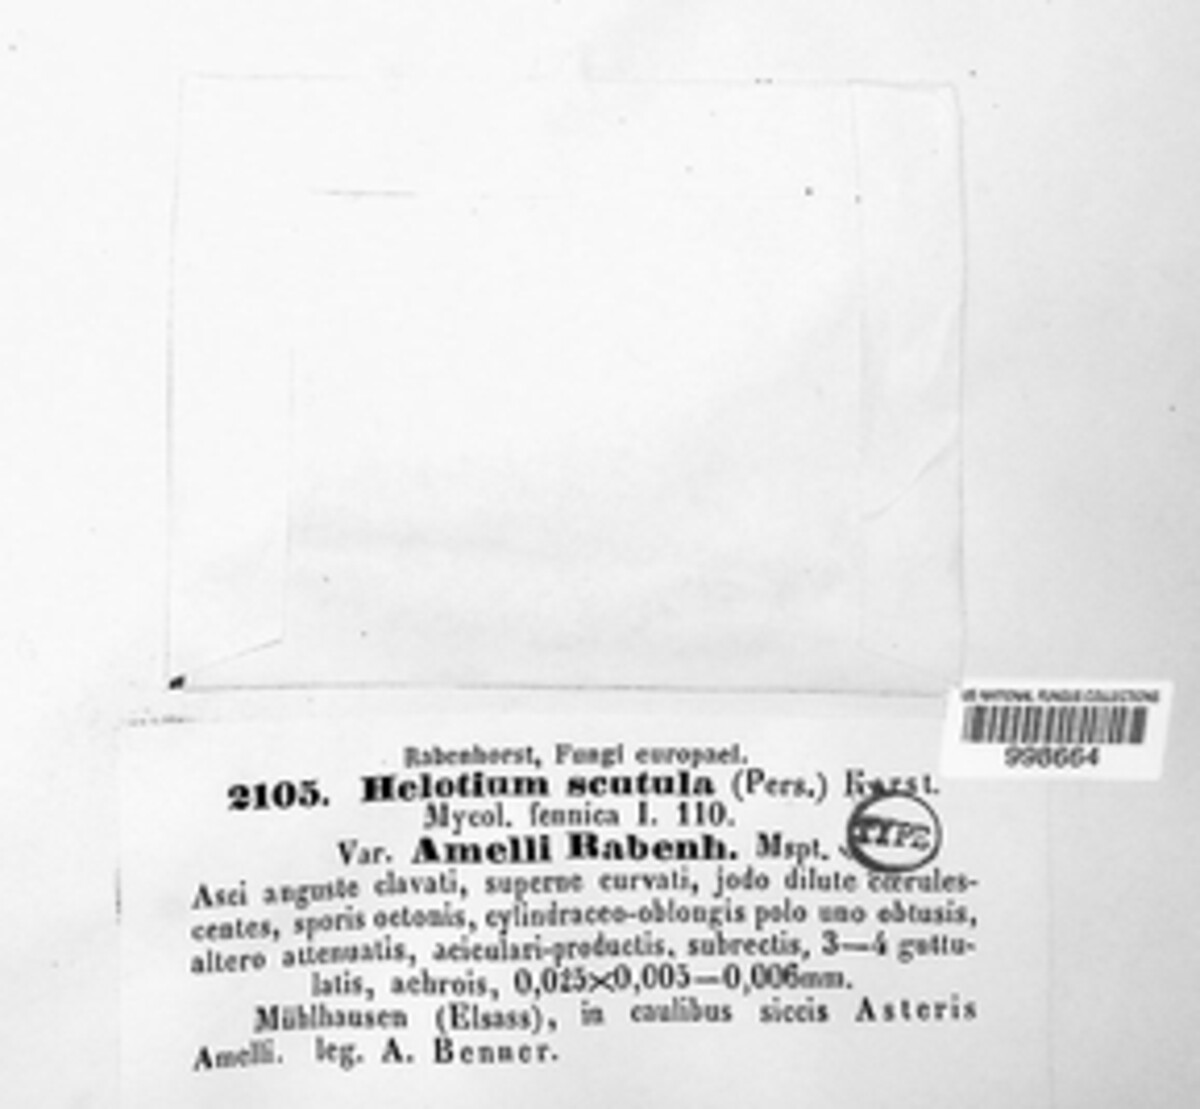 US NATIONAL FUNGUS COLLECTIONS
998664
Rabenhorst, Fungi europaei.
2105. Helotium scutula (Pers.) Karst.
Mycol. fennica I. 110.
Var. Amelli Rabenh. Mspt.
TYPE
Asci anguste clavati, superne curvati, jodo dilute cœrules-
centes, sporis octonis, cylindraceo-oblongis polo uno obtusis,
altero attenuatis, aciculari-productis, subrectis, 3—4 guttu-
latis, achrois, 0,025×0,005—0,006mm.
Mühlhausen (Elsass), in caulibus siccis Asteris
Amelli. leg. A. Benner.